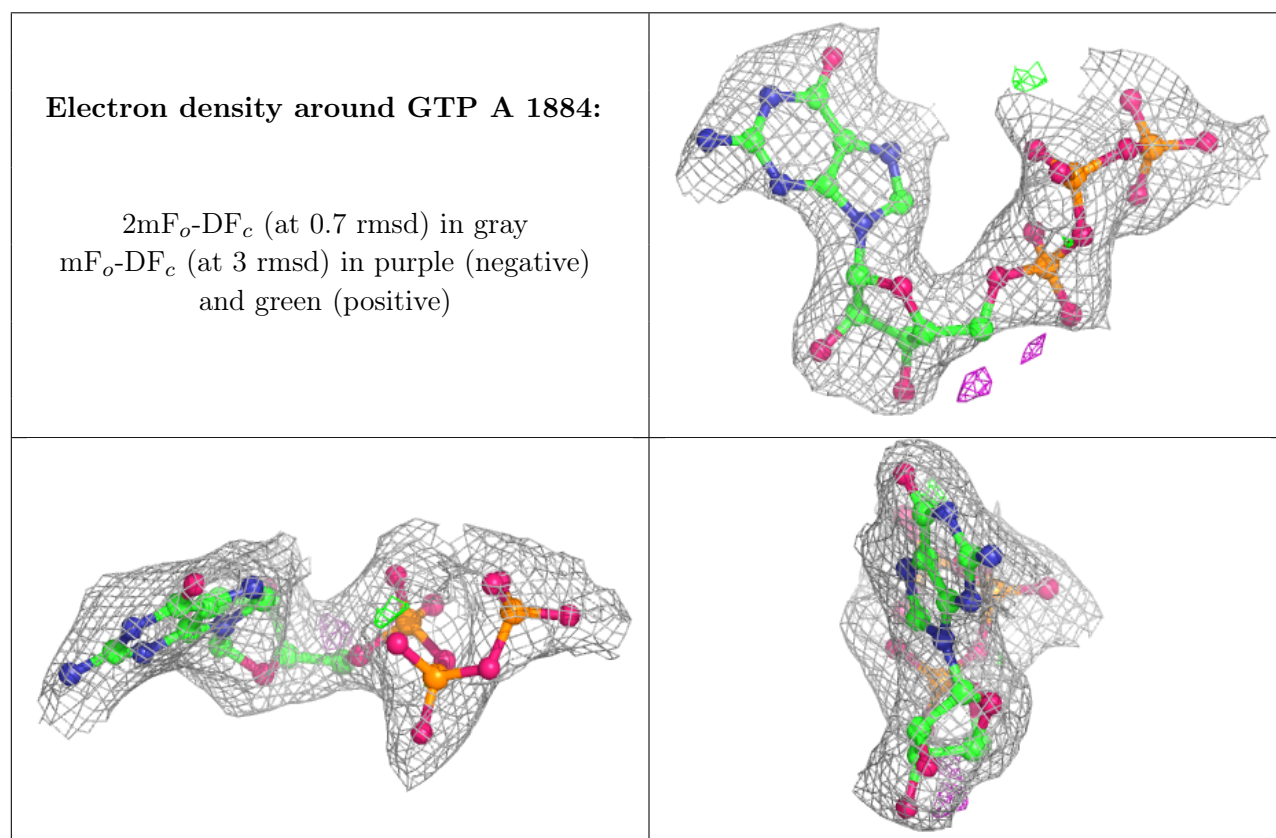 Electron density around GTP A 1884:
2mFo-DFc (at 0.7 rmsd) in gray
mFo-DFc (at 3 rmsd) in purple (negative)
and green (positive)